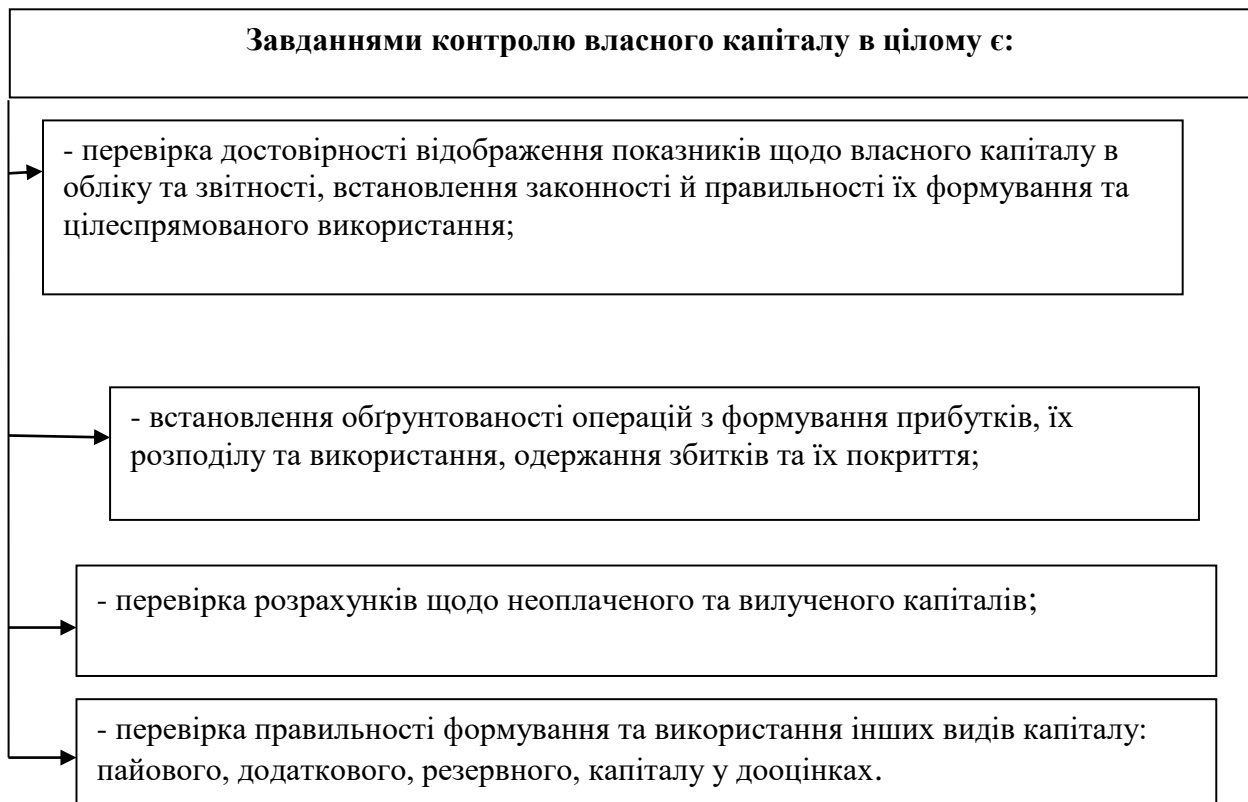 Завданнями контролю власного капіталу в цілому є:
- перевірка достовірності відображення показників щодо власного капіталу в
обліку та звітності, встановлення законності й правильності їх формування та
цілеспрямованого використання;
- встановлення обґрунтованості операцій з формування прибутків, їх
розподілу та використання, одержання збитків та їх покриття;
- перевірка розрахунків щодо неоплаченого та вилученого капіталів;
- перевірка правильності формування та використання інших видів капіталу:
пайового, додаткового, резервного, капіталу у дооцінках.